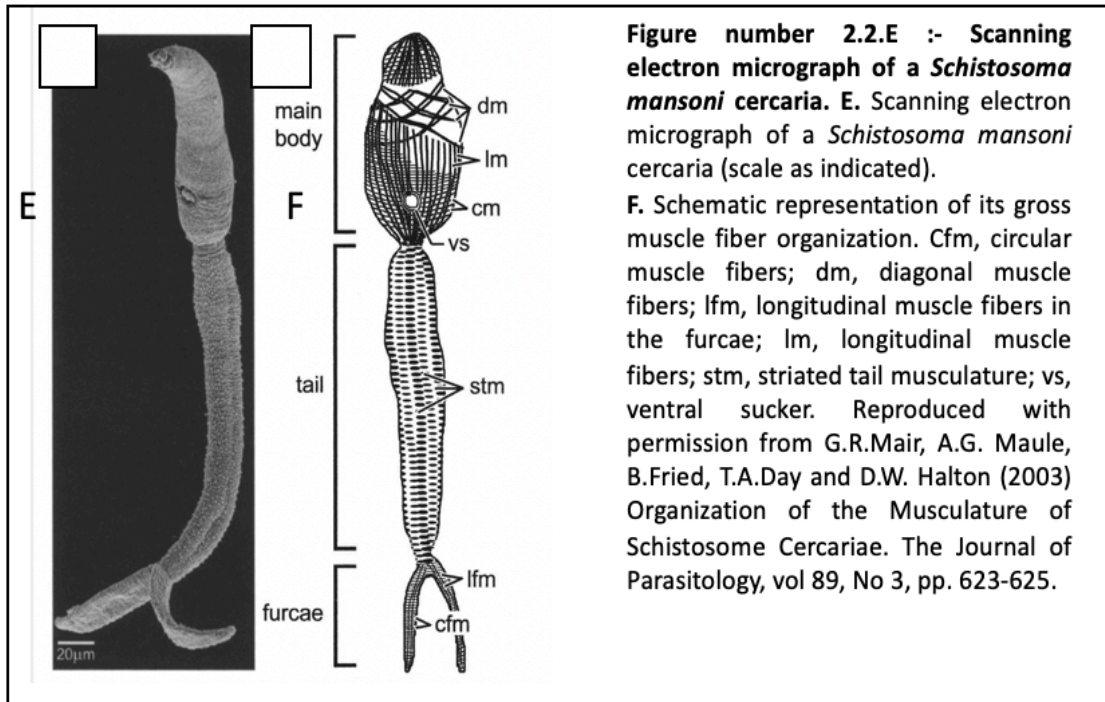 E
20μm
F
main
body
tail
furcae
dm
lm
cm
vs
stm
lfm
cfm
Figure number 2.2.E :- Scanning
electron micrograph of a Schistosoma
mansoni cercaria. E. Scanning electron
micrograph of a Schistosoma mansoni
cercaria (scale as indicated).
F. Schematic representation of its gross
muscle fiber organization. Cfm, circular
muscle fibers; dm, diagonal muscle
fibers; lfm, longitudinal muscle fibers in
the furcae; lm, longitudinal muscle
fibers; stm, striated tail musculature; vs,
ventral sucker. Reproduced with
permission from G.R.Mair, A.G. Maule,
B.Fried, T.A.Day and D.W. Halton (2003)
Organization of the Musculature of
Schistosome Cercariae. The Journal of
Parasitology, vol 89, No 3, pp. 623-625.